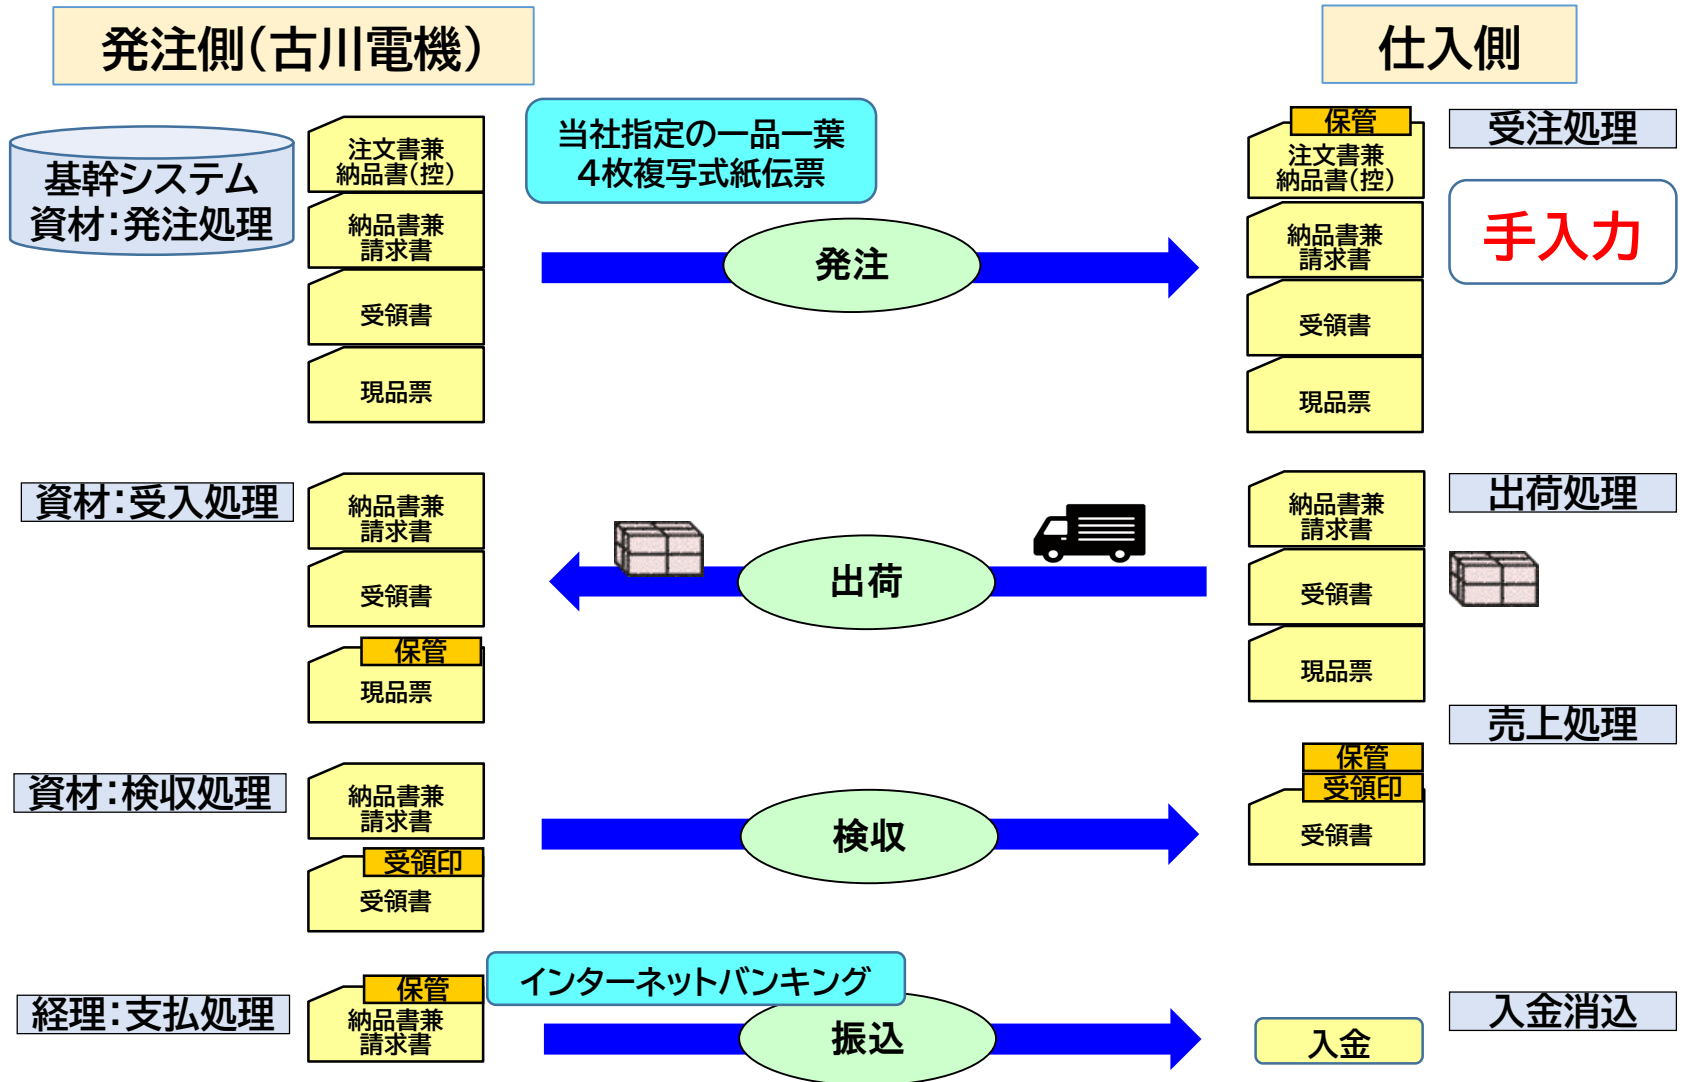 発注側（古川電機）
仕入側
基幹システム
資材：発注処理
注文書兼
納品書（控）
納品書兼
請求書
受領書
現品票
当社指定の一品一葉
4枚複写式紙伝票
発注
保管
注文書兼
納品書（控）
納品書兼
請求書
受領書
現品票
受注処理
手入力
資材：受入処理
納品書兼
請求書
受領書
保管
現品票
出荷
納品書兼
請求書
受領書
現品票
出荷処理
売上処理
資材：検収処理
納品書兼
請求書
受領印
受領書
検収
保管
受領印
受領書
経理：支払処理
保管
納品書兼
請求書
インターネットバンキング
振込
入金
入金消込